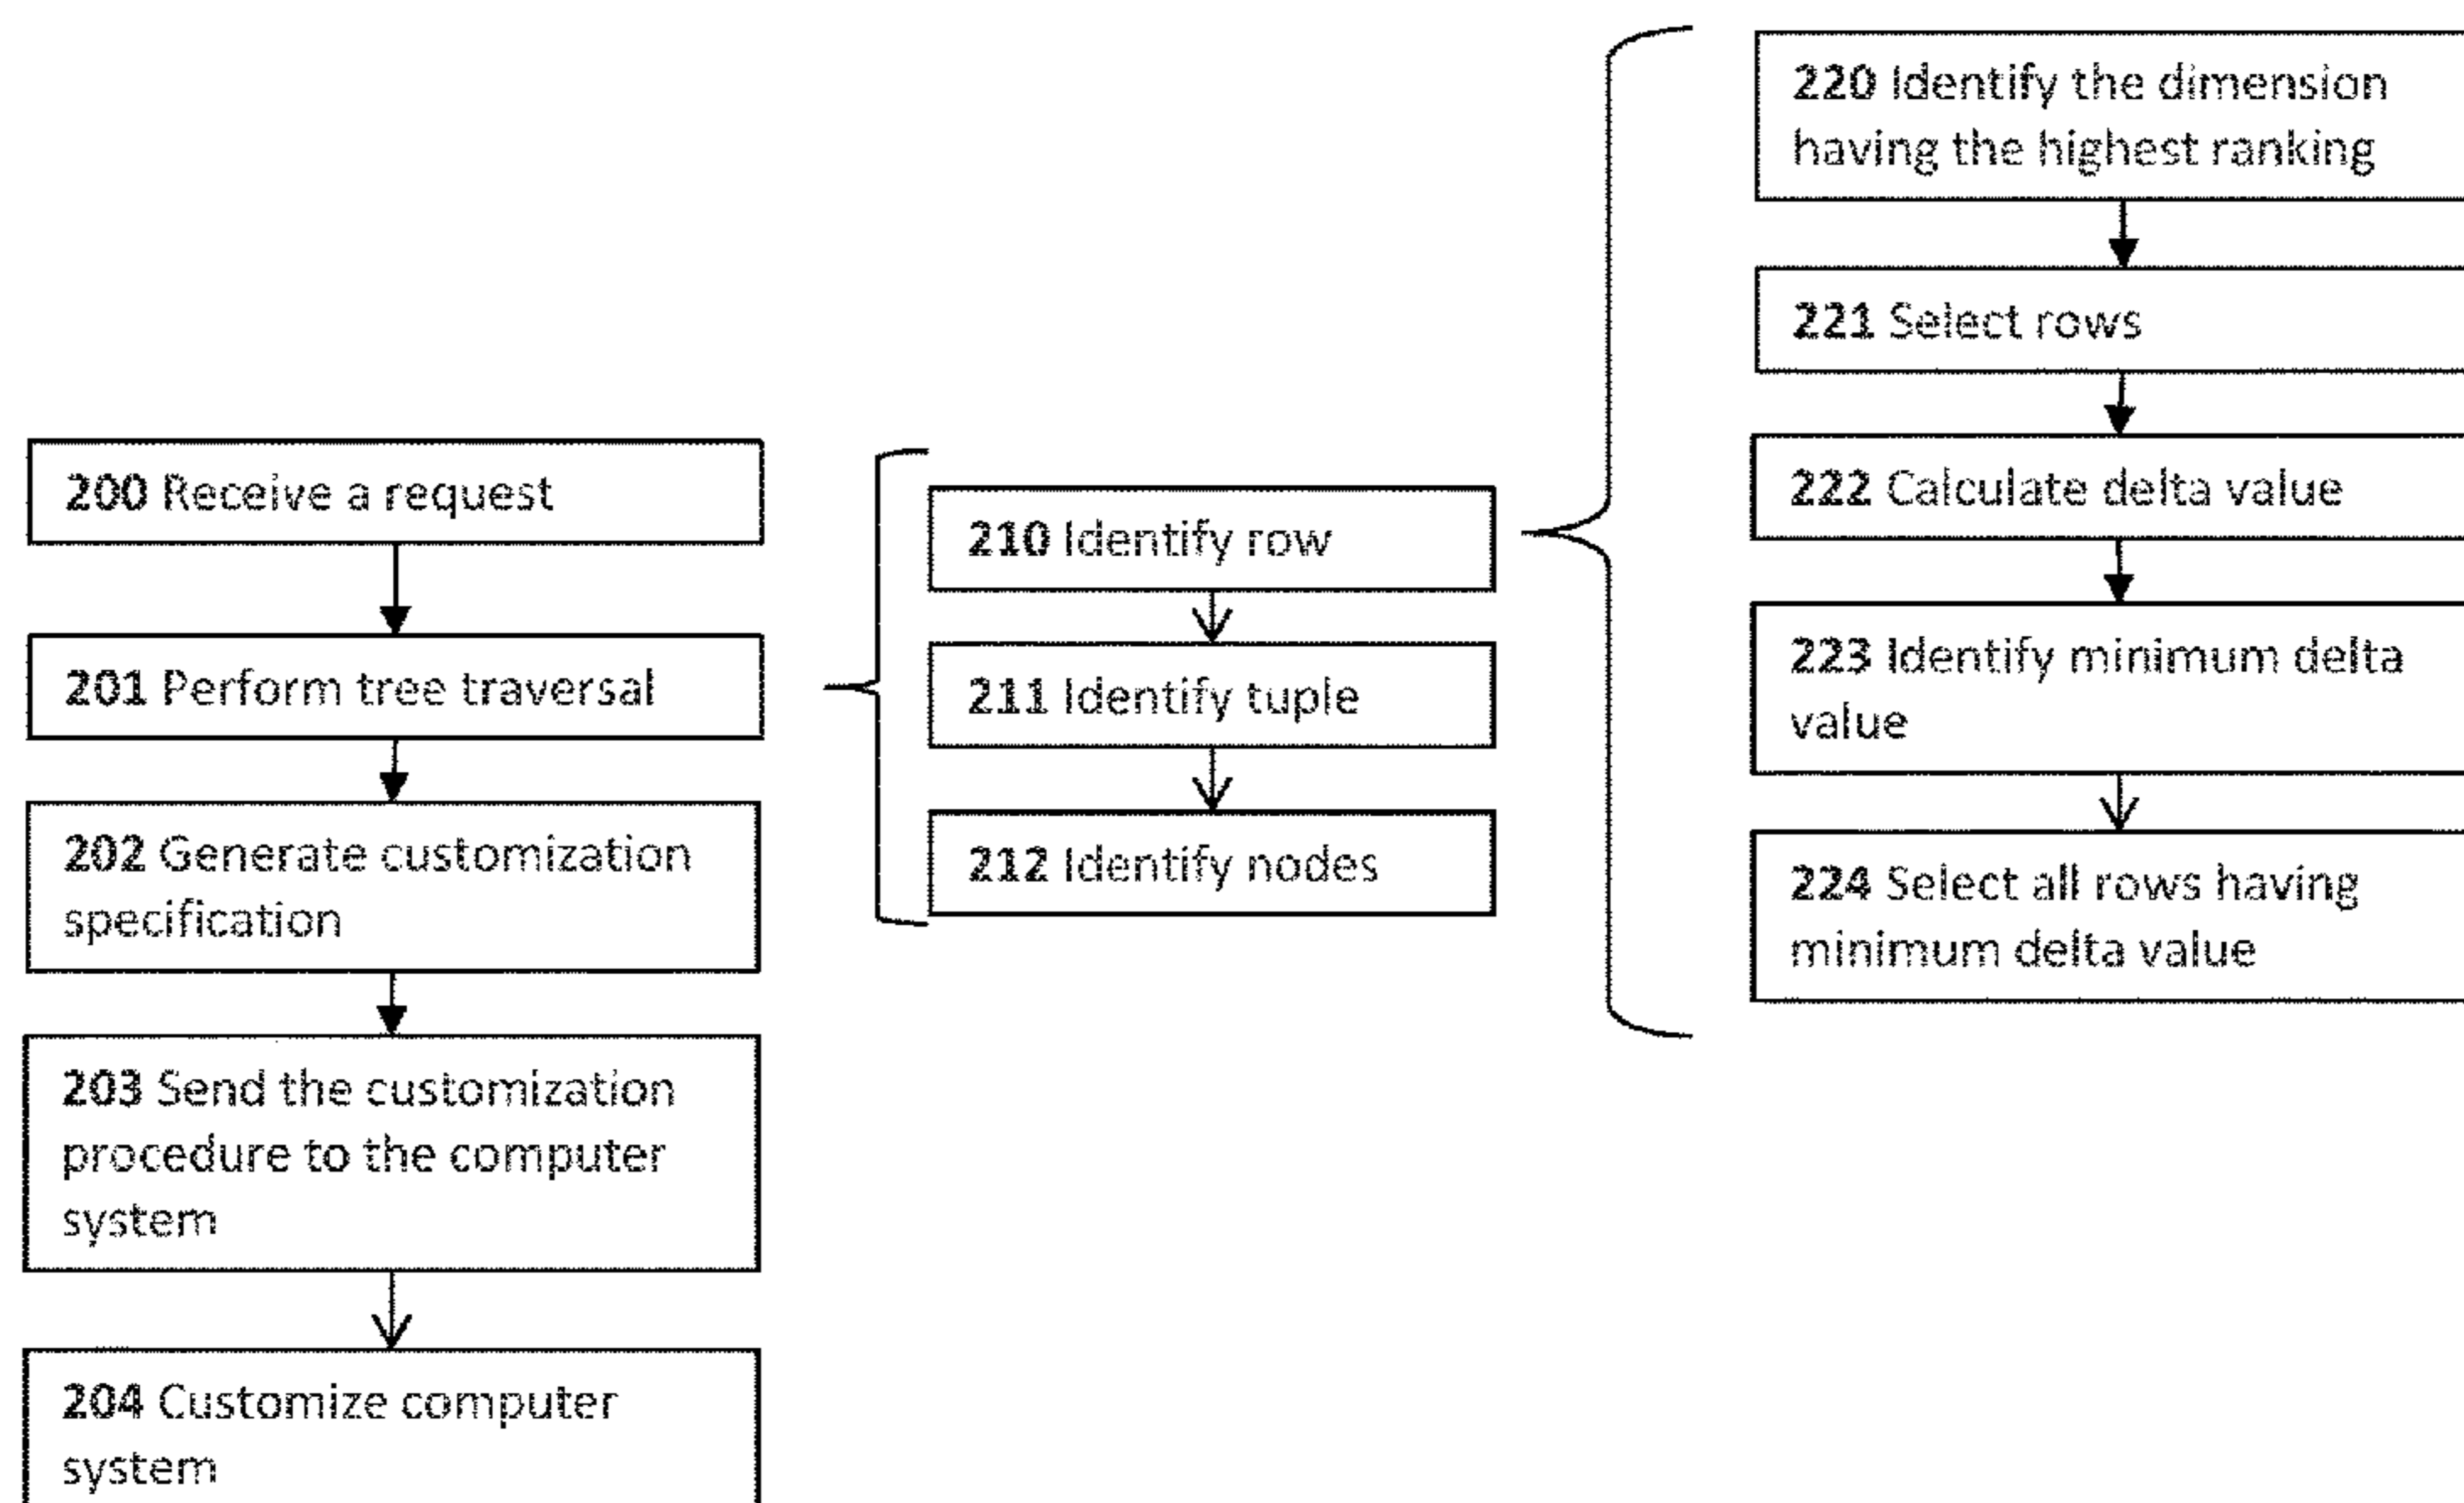 200 Receive a request
201 Perform tree traversal
202 Generate customization
specification
203 Send the customization
procedure to the computer
system
204 Customize computer
system
210 Identify row
211 Identify tuple
212 Identify nodes
220 Identify the dimension
having the highest ranking
221 Select rows
222 Calculate delta value
223 Identify minimum delta
value
224 Select all rows having
minimum delta value